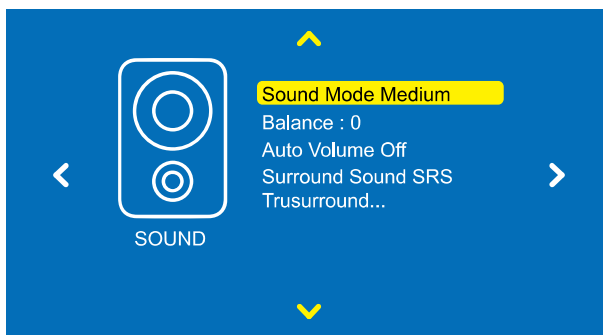 Sound Mode Medium
Balance : 0
Auto Volume Off
Surround Sound SRS
Trusurround...
SOUND